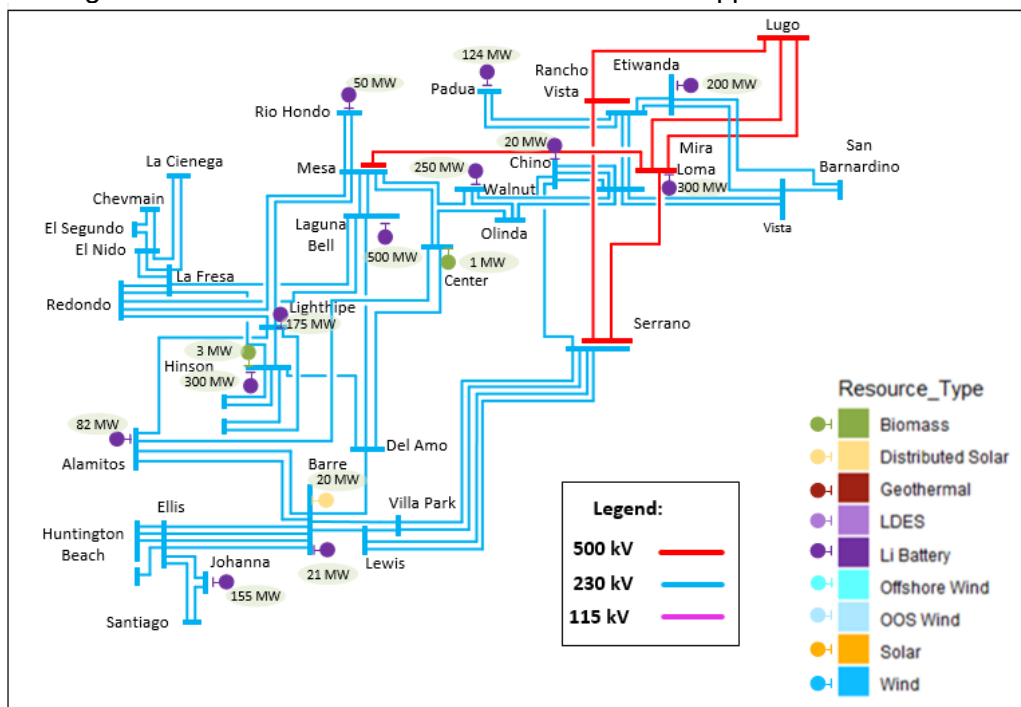 Lugo
124 MW
Etiwanda
Rancho
Vista
50 MW
Padua
200 MW
Rio Hondo
La Cienega
20 MW
Mira
Loma
San
Barnardino
Mesa
250 MW
Chino
Chevmain
Walnut
300 MW
El Segundo
Laguna
Bell
Olinda
Vista
El Nido
500 MW
1 MW
La Fresa
Center
Redondo
Lighthipe
175 MW
Serrano
3 MW
Hinson
300 MW
Resource_Type
82 MW
Biomass
Alamitos
Del Amo
Distributed Solar
Barre
20 MW
Geothermal
Ellis
Villa Park
Legend:
LDES
Huntington
Beach
500 kV
Li Battery
Johanna
Lewis
230 kV
Offshore Wind
21 MW
155 MW
115 kV
OOS Wind
Santiago
Solar
Wind